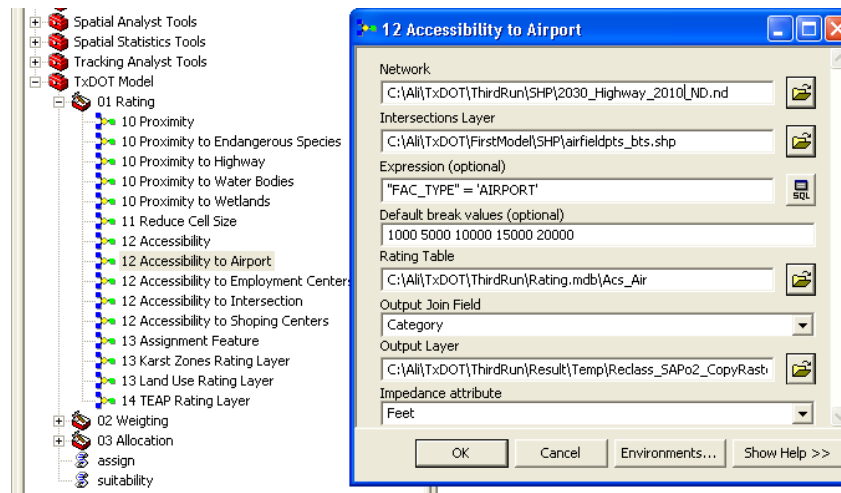 Spatial Analyst Tools
Spatial Statistics Tools
Tracking Analyst Tools
TxDOT Model
01 Rating
10 Proximity
10 Proximity to Endangerous Species
10 Proximity to Highway
10 Proximity to Water Bodies
10 Proximity to Wetlands
11 Reduce Cell Size
12 Accessibility
12 Accessibility to Airport
12 Accessibility to Employment Centers
12 Accessibility to Intersection
12 Accessibility to Shoping Centers
13 Assignment Feature
13 Karst Zones Rating Layer
13 Land Use Rating Layer
14 TEAP Rating Layer
02 Weigting
03 Allocation
assign
suitability
12 Accessibility to Airport
Network
C:\Ali\TxDOT\ThirdRun\SHP\2030_Highway_2010_ND.nd
Intersections Layer
C:\Ali\TxDOT\FirstModel\SHP\airfieldpts_bts.shp
Expression (optional)
"FAC_TYPE" = 'AIRPORT'
SQL
Default break values (optional)
1000 5000 10000 15000 20000
Rating Table
C:\Ali\TxDOT\ThirdRun\Rating.mdb\Acs_Air
Output Join Field
Category
Output Layer
C:\Ali\TxDOT\ThirdRun\Result\Temp\Reclass_SAPo2_CopyRast
Impedance attribute
Feet
OK
Cancel
Environments...
Show Help >>